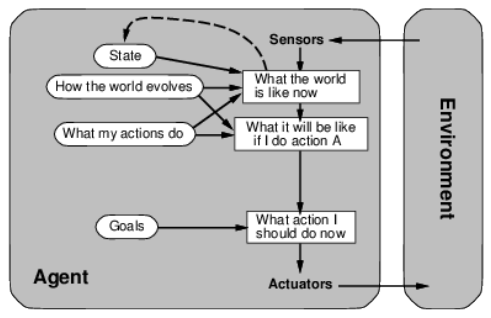 Sensors
State
How the world evolves
What the world
is like now
What my actions do
What it will be like
if I do action A
Goals
What action I
should do now
Agent
Actuators
Environment